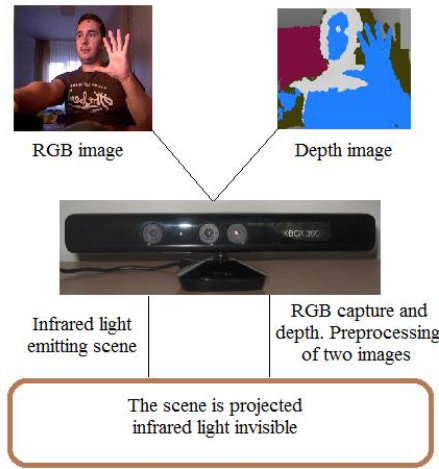 RGB image
Depth image
XBOX 360
Infrared light
emitting scene
RGB capture and
depth. Preprocessing
of two images
The scene is projected
infrared light invisible